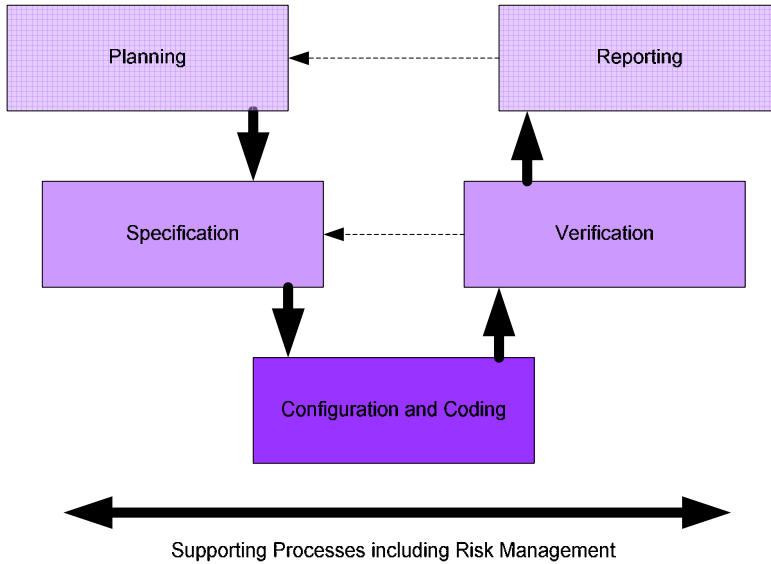 Planning
Reporting
Specification
Verification
Configuration and Coding
Supporting Processes including Risk Management